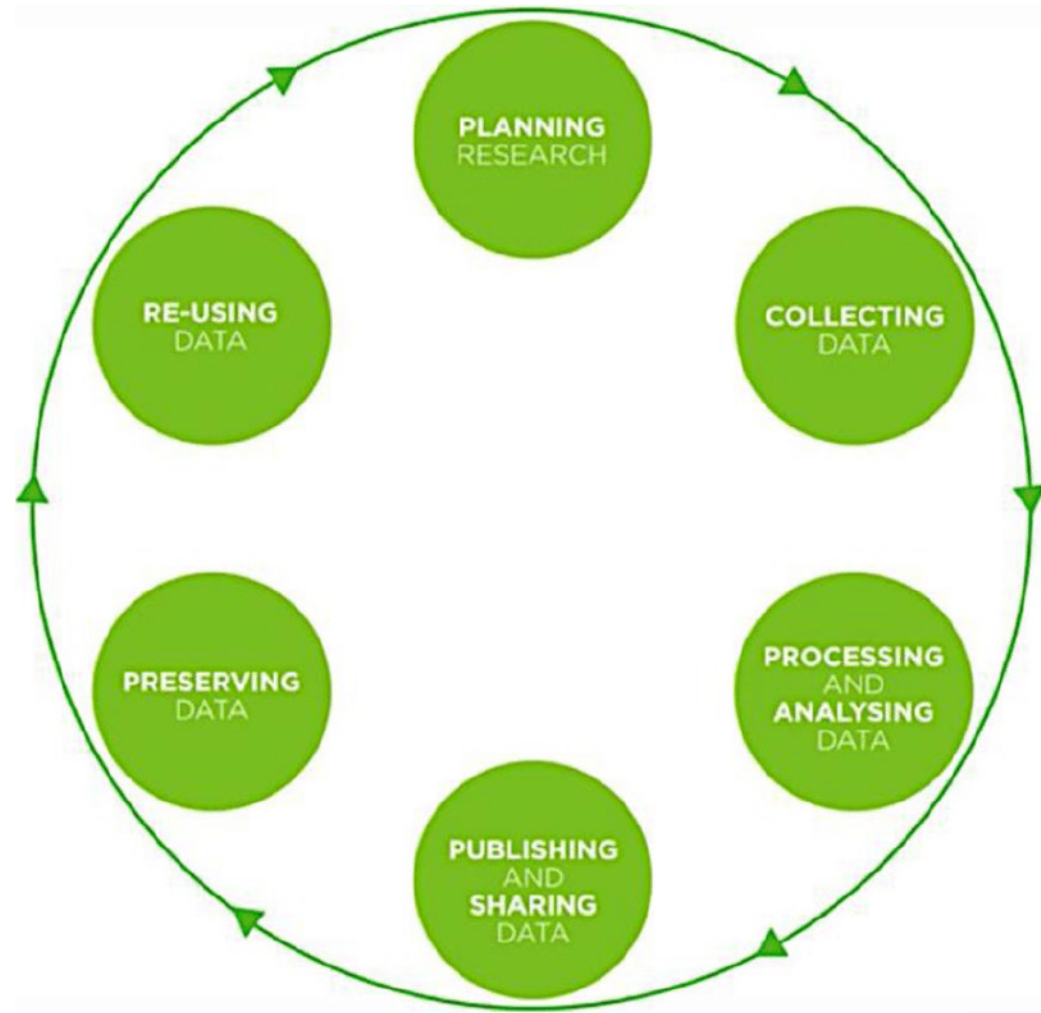 PLANNING
RESEARCH
COLLECTING
DATA
PROCESSING
AND
ANALYSING
DATA
PUBLISHING
AND
SHARING
DATA
PRESERVING
DATA
RE-USING
DATA